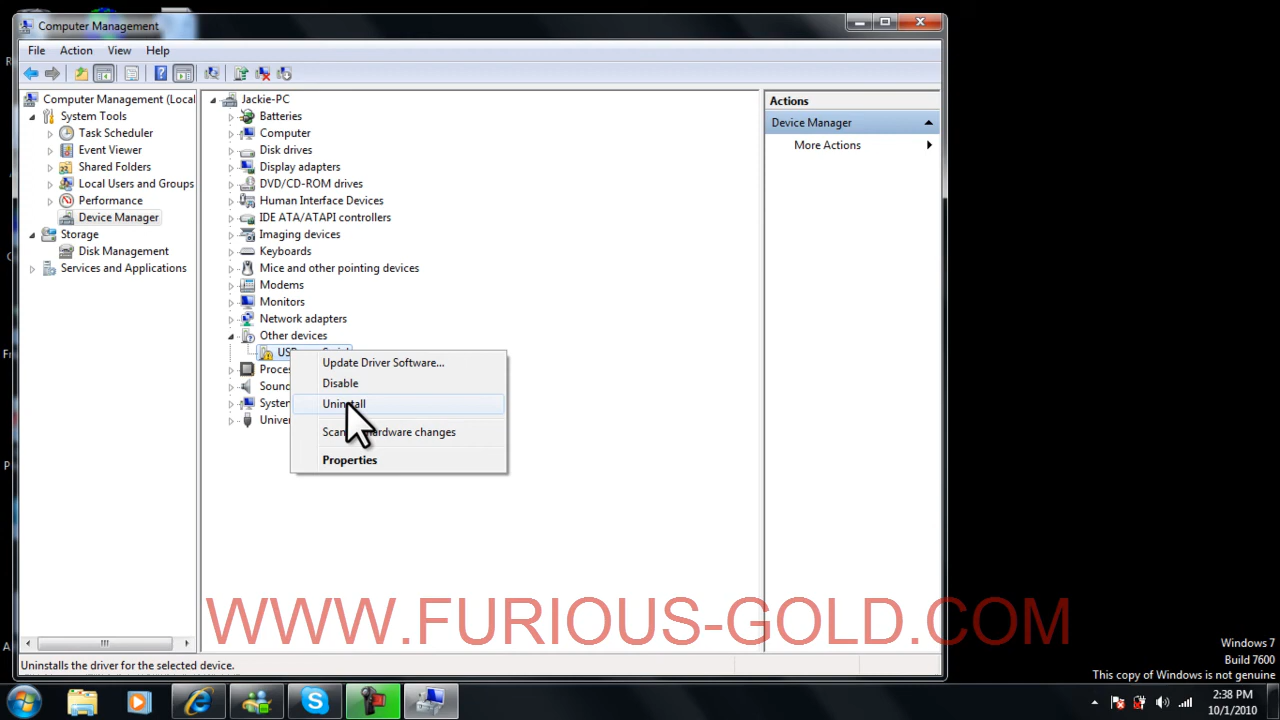 Computer Management
File Action View Help
Computer Management (Local
System Tools
Task Scheduler
Event Viewer
Shared Folders
Local Users and Groups
Performance
Device Manager
Storage
Disk Management
Services and Applications
Jackie-PC
Batteries
Computer
Disk drives
Display adapters
DVD/CD-ROM drives
Human Interface Devices
IDE ATA/ATAPI controllers
Imaging devices
Keyboards
Mice and other pointing devices
Modems
Monitors
Network adapters
Other devices
Update Driver Software...
Disable
Uninstall
hardware changes
Properties
Actions
Device Manager
More Actions
WWW.FURIOUS-GOLD.COM
Uninstalls the driver for the selected device.
Windows 7
Build 7600
This copy of Windows is not genuine
2:38 PM
10/1/2010